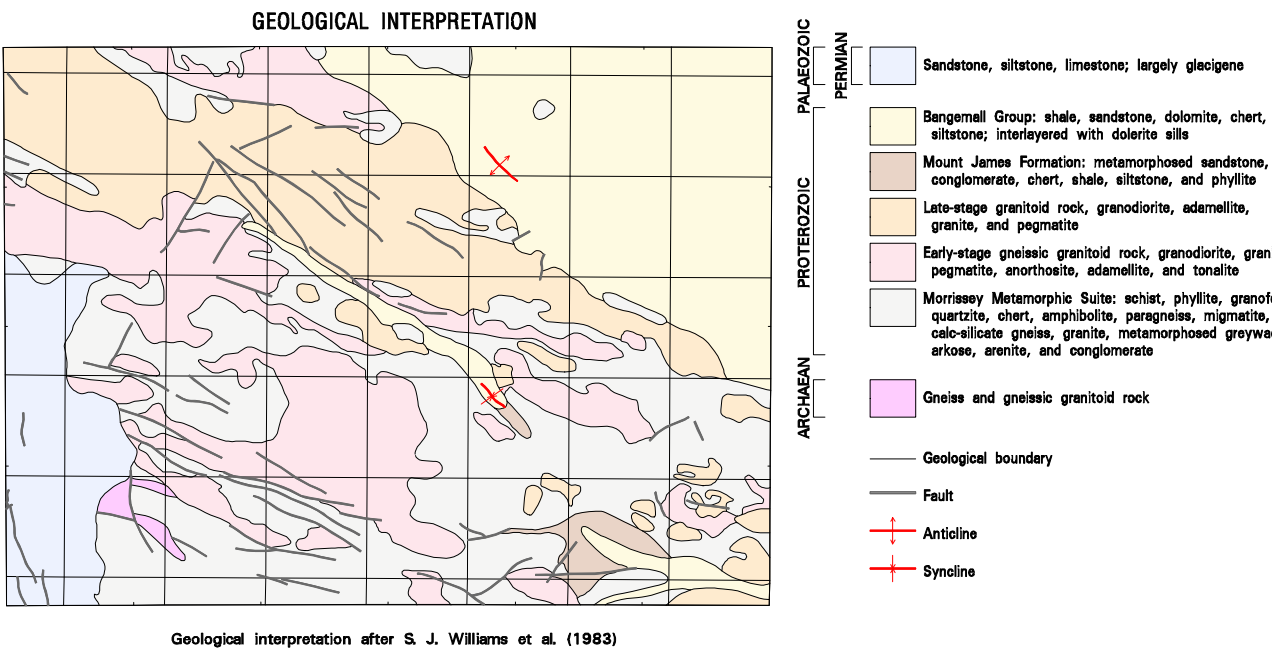 GEOLOGICAL INTERPRETATION
PALAEOZOIC
PERMIAN
Sandstone, siltstone, limestone; largely glacigene
PROTEROZOIC
Bangemall Group: shale, sandstone, dolomite, chert,
siltstone; interlayered with dolerite sills
Mount James Formation: metamorphosed sandstone,
conglomerate, chert, shale, siltstone, and phyllite
Late-stage granitoid rock, granodiorite, adamellite,
granite, and pegmatite
Early-stage gneissic granitoid rock, granodiorite, gran
pegmatite, anorthosite, adamellite, and tonalite
Morrissey Metamorphic Suite: schist, phyllite, granofe
quartzite, chert, amphibolite, paragneiss, migmatite,
calc-silicate gneiss, granite, metamorphosed greywa
arkose, arenite, and conglomerate
ARCHAEAN
Gneiss and gneissic granitoid rock
Geological boundary
Fault
Anticline
Syncline
Geological interpretation after S. J. Williams et al. (1983)